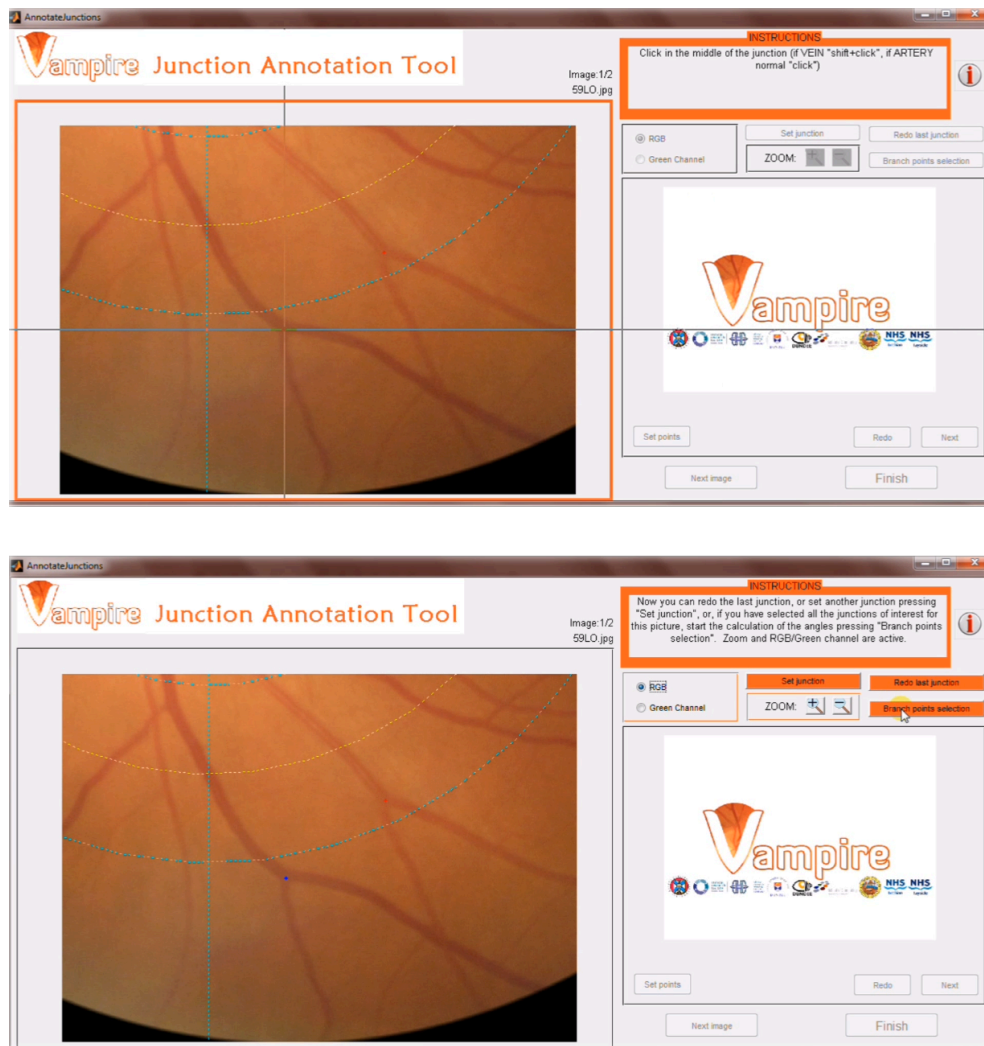 AnnotateJunctions
Vampire Junction Annotation Tool
Image:1/2
59LO.jpg
INSTRUCTIONS
Click in the middle of the junction (if VEIN "shift+click", if ARTERY
normal "click")
RGB
Green Channel
Set junction
Redo last junction
ZOOM:
Branch points selection
Vampire
NHS NHS
Set points
Redo
Next
Next image
Finish
AnnotateJunctions
Vampire Junction Annotation Tool
Image:1/2
59LO.jpg
INSTRUCTIONS
Now you can redo the last junction, or set another junction pressing
"Set junction", or, if you have selected all the junctions of interest for
this picture, start the calculation of the angles pressing "Branch points
selection". Zoom and RGB/Green channel are active.
RGB
Green Channel
Set junction
Redo last junction
ZOOM:
Branch points selection
Vampire
NHS NHS
Set points
Redo
Next
Next image
Finish